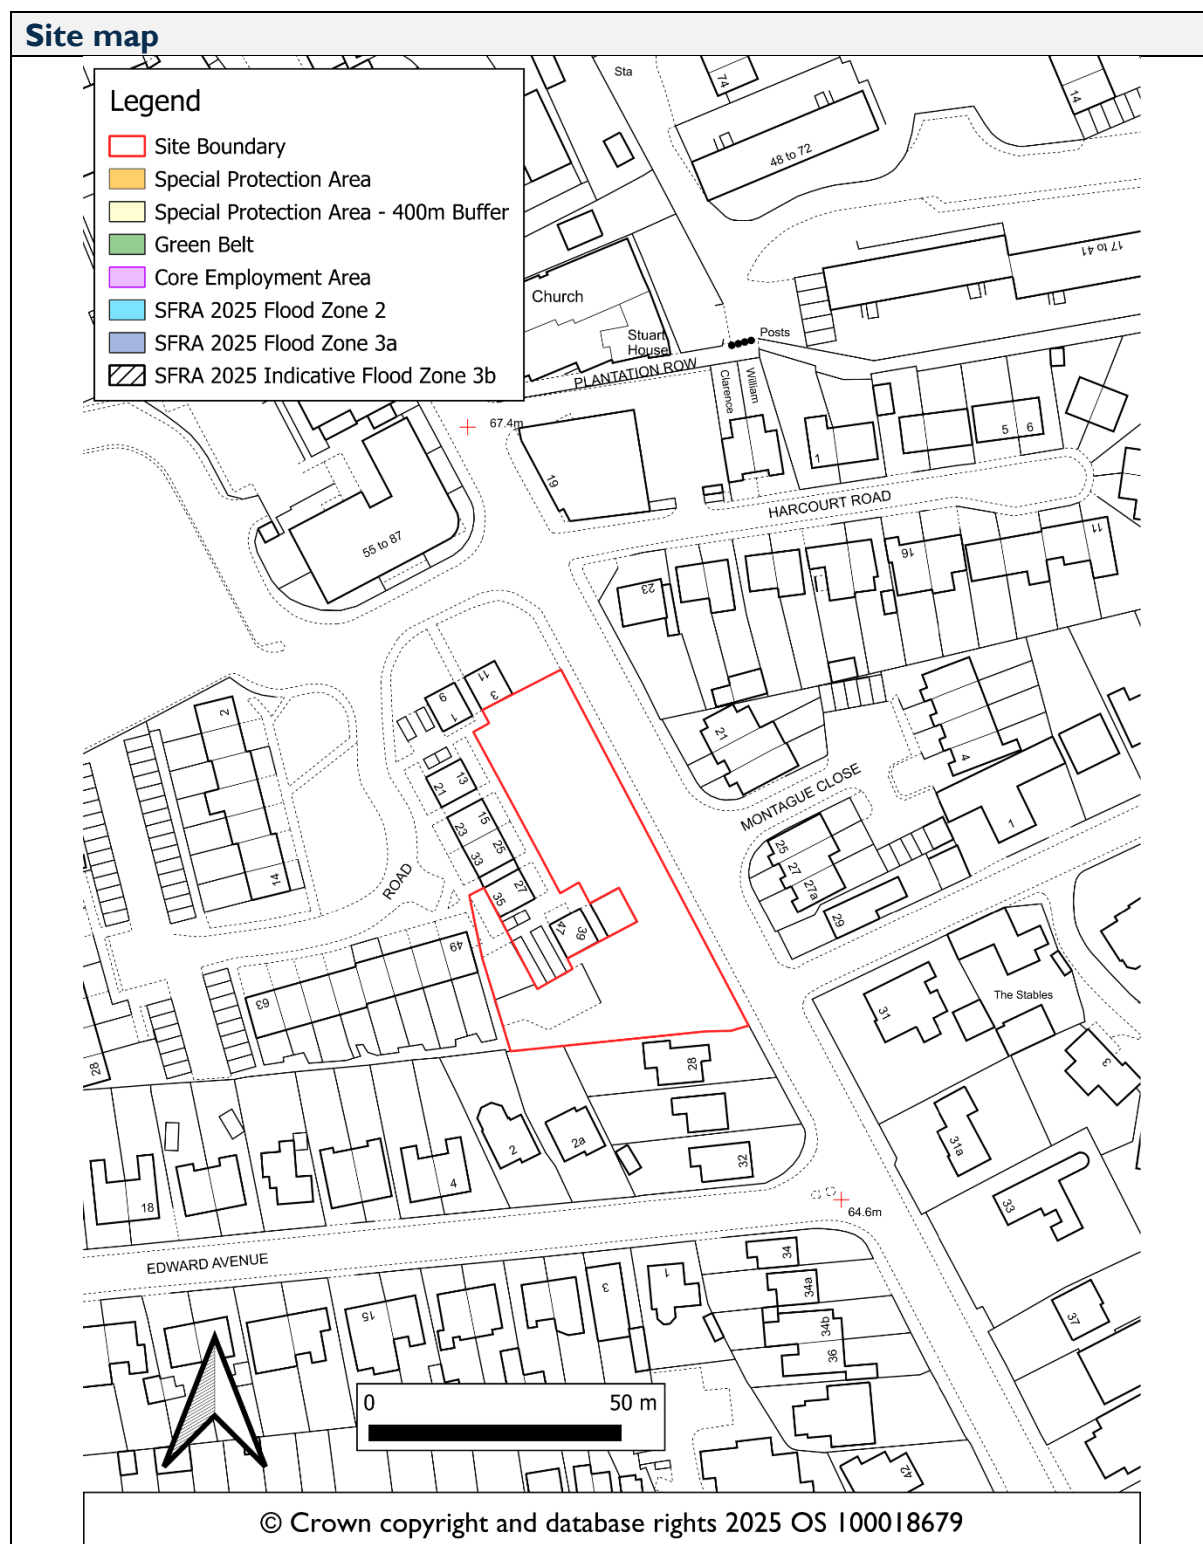 Site map
Legend
Site Boundary
Special Protection Area
Special Protection Area - 400m Buffer
Green Belt
Core Employment Area
SFRA 2025 Flood Zone 2
SFRA 2025 Flood Zone 3a
SFRA 2025 Indicative Flood Zone 3b
Sta
74
14
48 to 72
17 to 41
Church
Stuart
House
Posts
PLANTATION ROW
Clarence
William
67.4m
19
1
5
6
HARCOURT ROAD
55 to 87
23
16
11
2
9
1
11
3
21
13
21
4
MONTAGUE CLOSE
15
23
25
33
25
27
27a
1
14
ROAD
27
35
29
47
39
49
63
31
The Stables
28
28
3
2
2a
31a
18
4
32
33
64.6m
EDWARD AVENUE
34
34a
3
1
15
34b
36
37
42
0
50 m
© Crown copyright and database rights 2025 OS 100018679